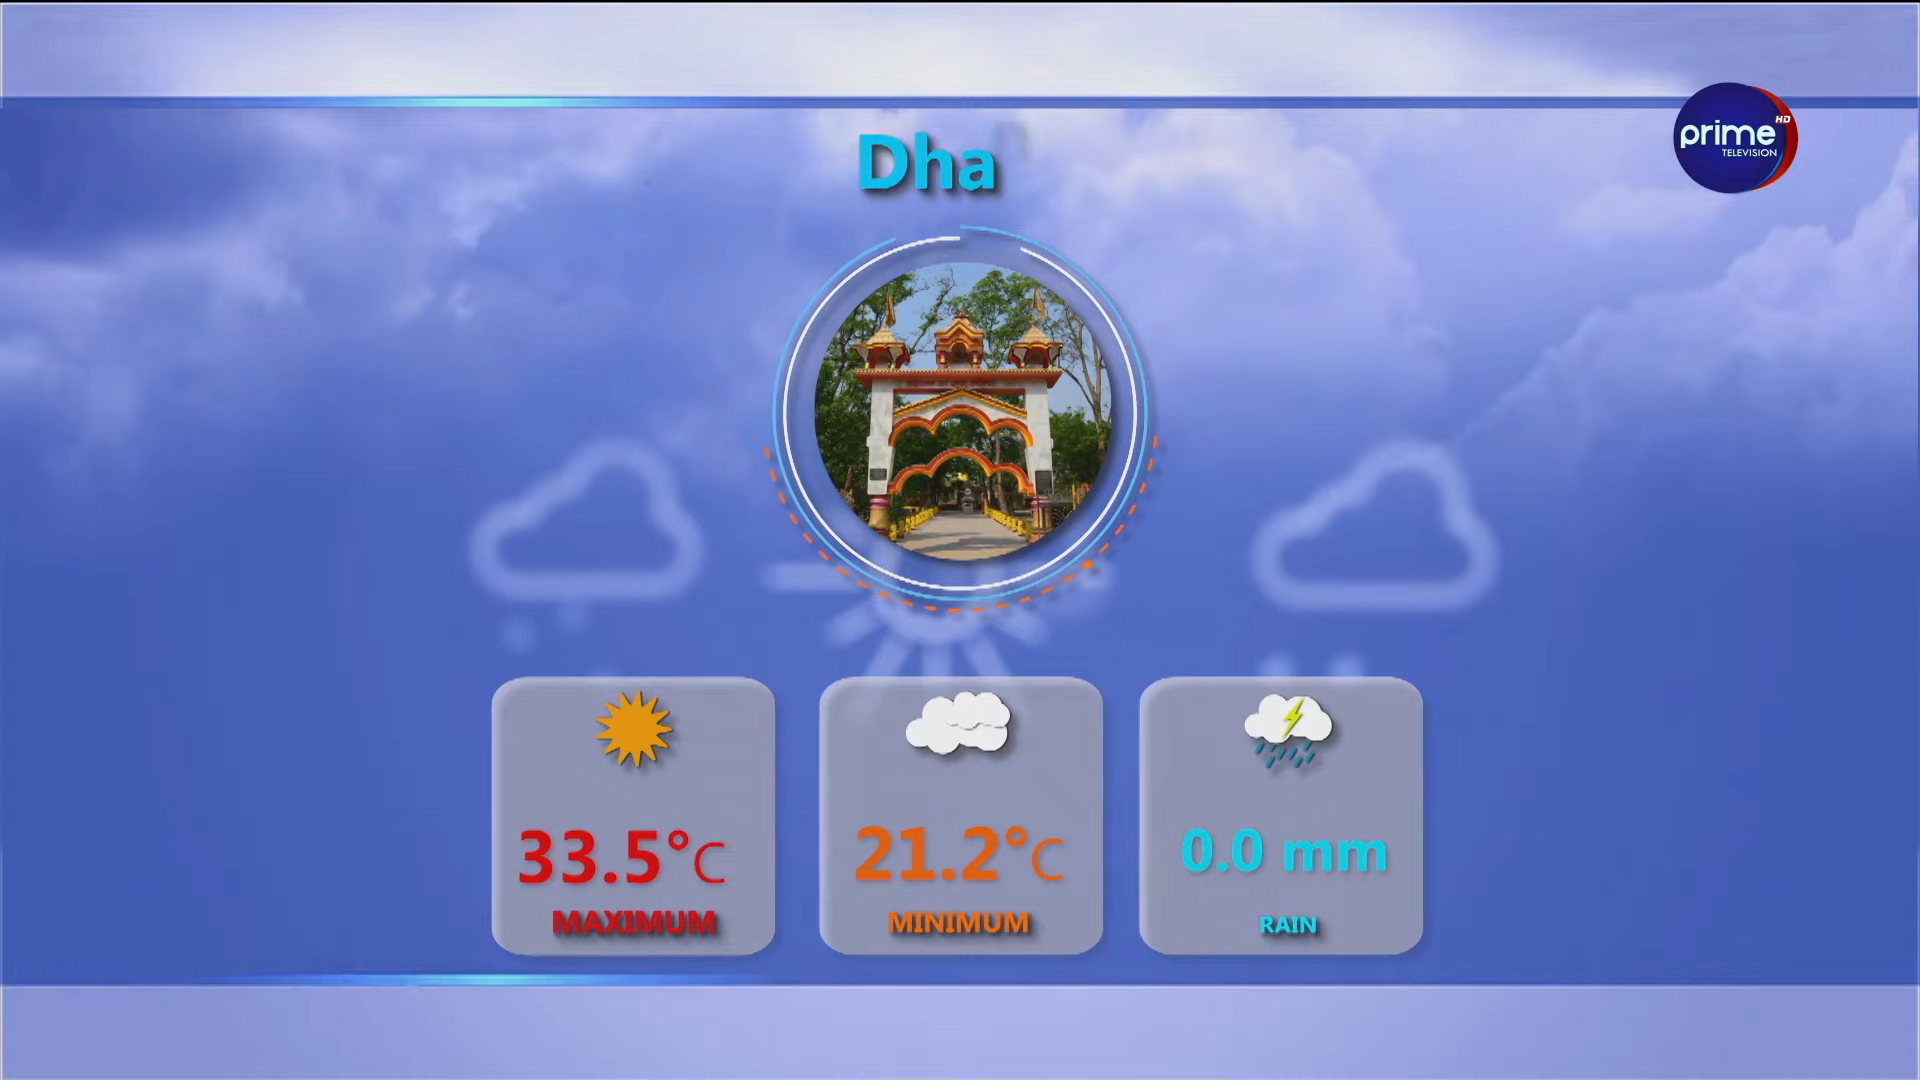 Dha
prime HD
TELEVISION
33.5°C
MAXIMUM
21.2°C
MINIMUM
0.0 mm
RAIN